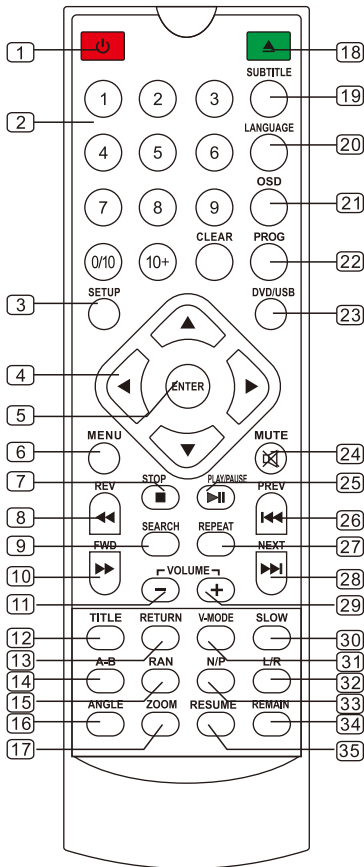 1
18
SUBTITLE
1 2 3
19
2
LANGUAGE
20
4 5 6
OSD
21
7 8 9
CLEAR PROG
22
0/10 10+
SETUP DVD/USB
3
23
4
ENTER
5
MENU MUTE
6
24
7
STOP PLAY/PAUSE
25
REV PREV
8
26
SEARCH REPEAT
9
27
FWD NEXT
10
28
VOLUME
− +
11
29
TITLE RETURN V-MODE SLOW
12
30
13
31
A-B RAN N/P L/R
14
32
15
33
ANGLE ZOOM RESUME REMAIN
16
34
17
35